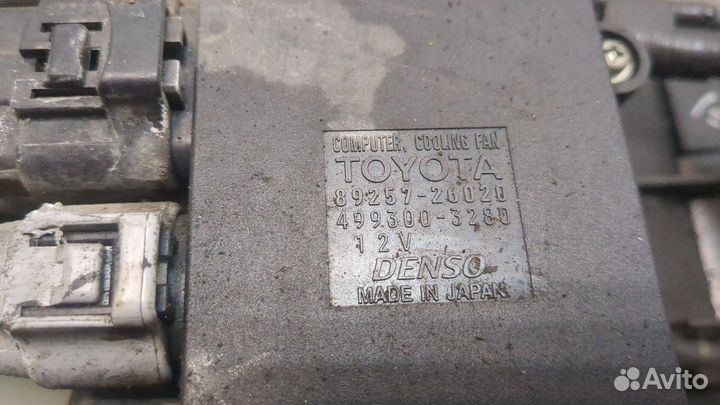 COMPUTER, COOLING FAN
TOYOTA
89257-26020
499300-3280
12V
DENSO
MADE IN JAPAN
Avito